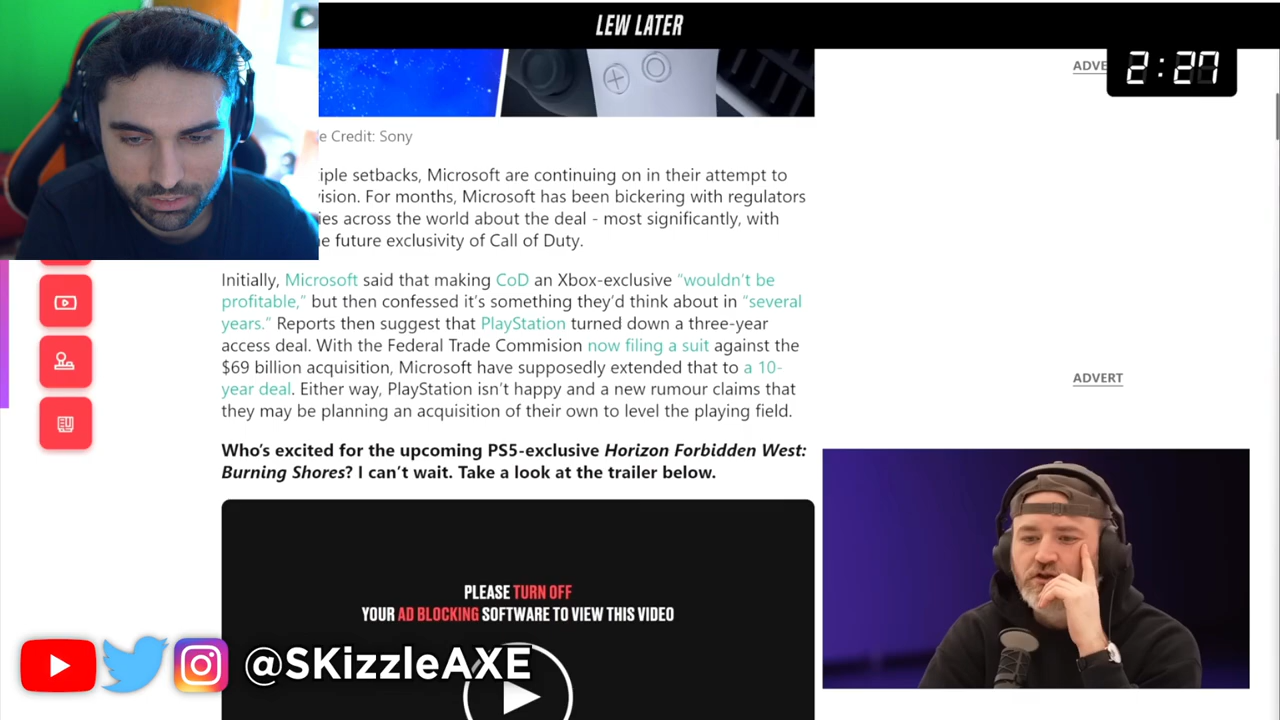 LEW LATER
ADVE
2:27
e Credit: Sony
iple setbacks, Microsoft are continuing on in their attempt to
vision. For months, Microsoft has been bickering with regulators
ies across the world about the deal - most significantly, with
e future exclusivity of Call of Duty.
Initially, Microsoft said that making CoD an Xbox-exclusive “wouldn’t be
profitable,” but then confessed it’s something they’d think about in “several
years.” Reports then suggest that PlayStation turned down a three-year
access deal. With the Federal Trade Commision now filing a suit against the
$69 billion acquisition, Microsoft have supposedly extended that to a 10-
year deal. Either way, PlayStation isn’t happy and a new rumour claims that
they may be planning an acquisition of their own to level the playing field.
ADVERT
Who’s excited for the upcoming PS5-exclusive Horizon Forbidden West:
Burning Shores? I can’t wait. Take a look at the trailer below.
PLEASE TURN OFF
YOUR AD BLOCKING SOFTWARE TO VIEW THIS VIDEO
@SKizzleAXE